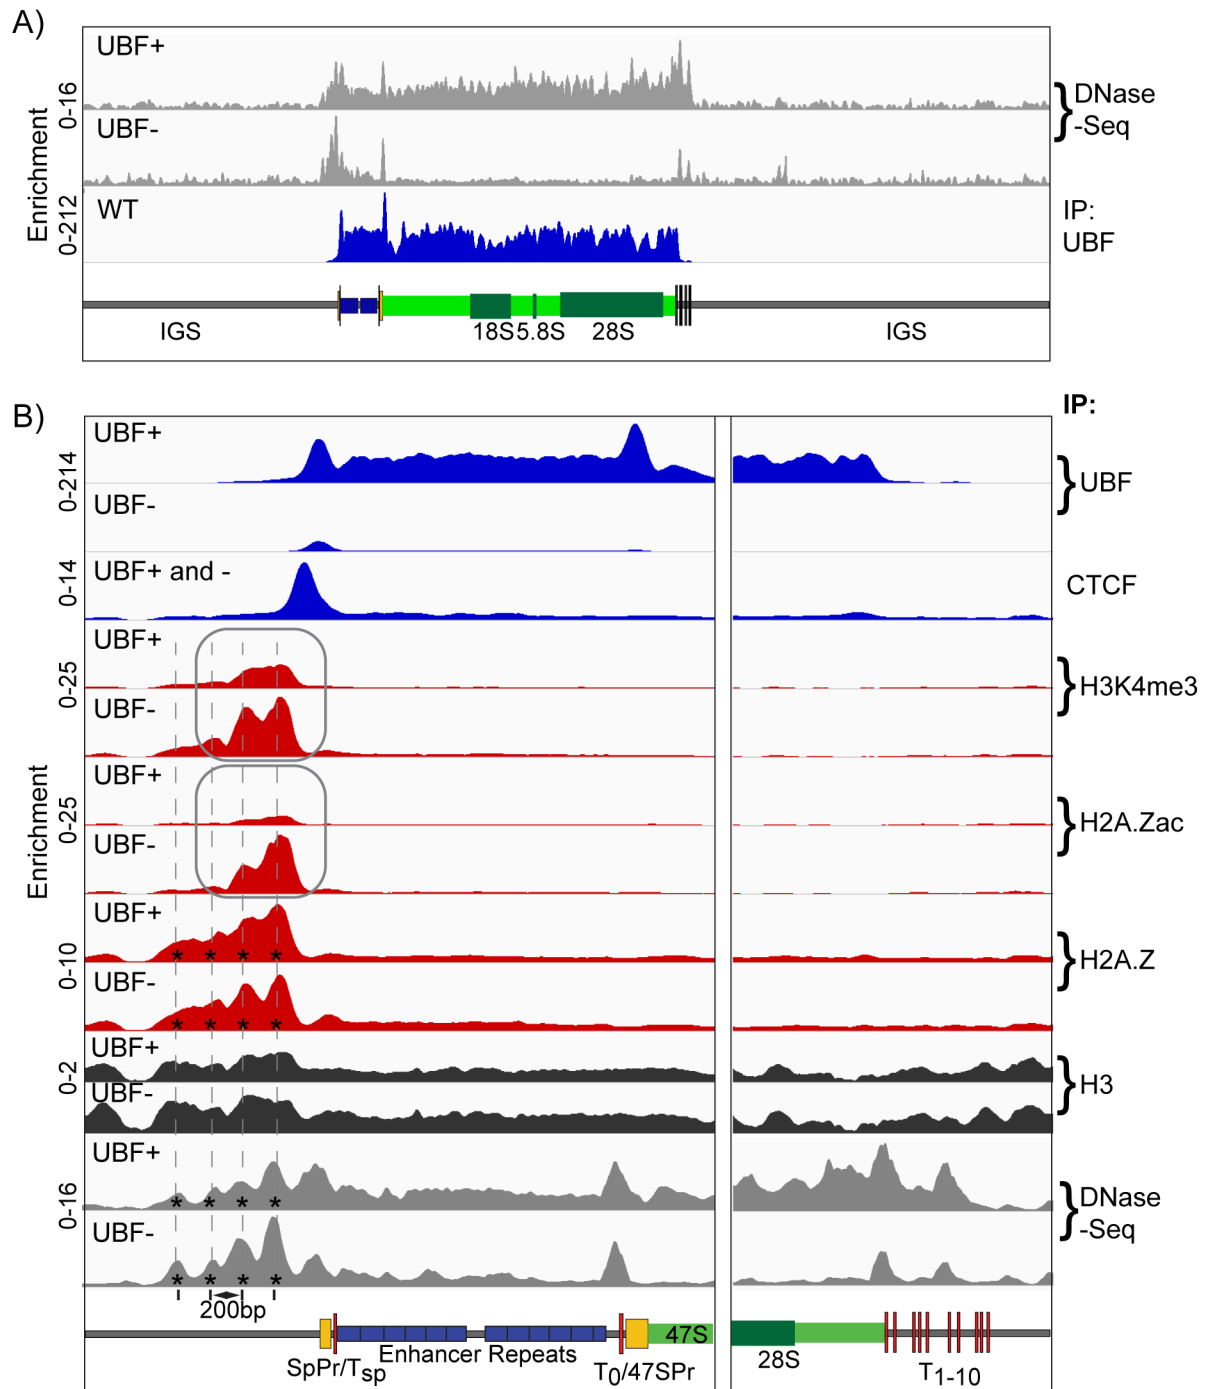 A)
UBF+
0-16
DNase
-Seq
UBF-
Enrichment
WT
0-212
IP:
UBF
IGS
18S
5.8S
28S
IGS
B)
IP:
UBF+
0-214
UBF
UBF-
UBF+ and -
0-14
CTCF
UBF+
0-25
H3K4me3
UBF-
UBF+
0-25
H2A.Zac
UBF-
Enrichment
UBF+
* * * *
0-10
H2A.Z
UBF-
* * * *
UBF+
0-2
H3
UBF-
UBF+
* * * *
0-16
DNase
-Seq
UBF-
* * * *
200bp
47S
SpPr/Tsp
Enhancer Repeats
T0/47SPr
28S
T1-10